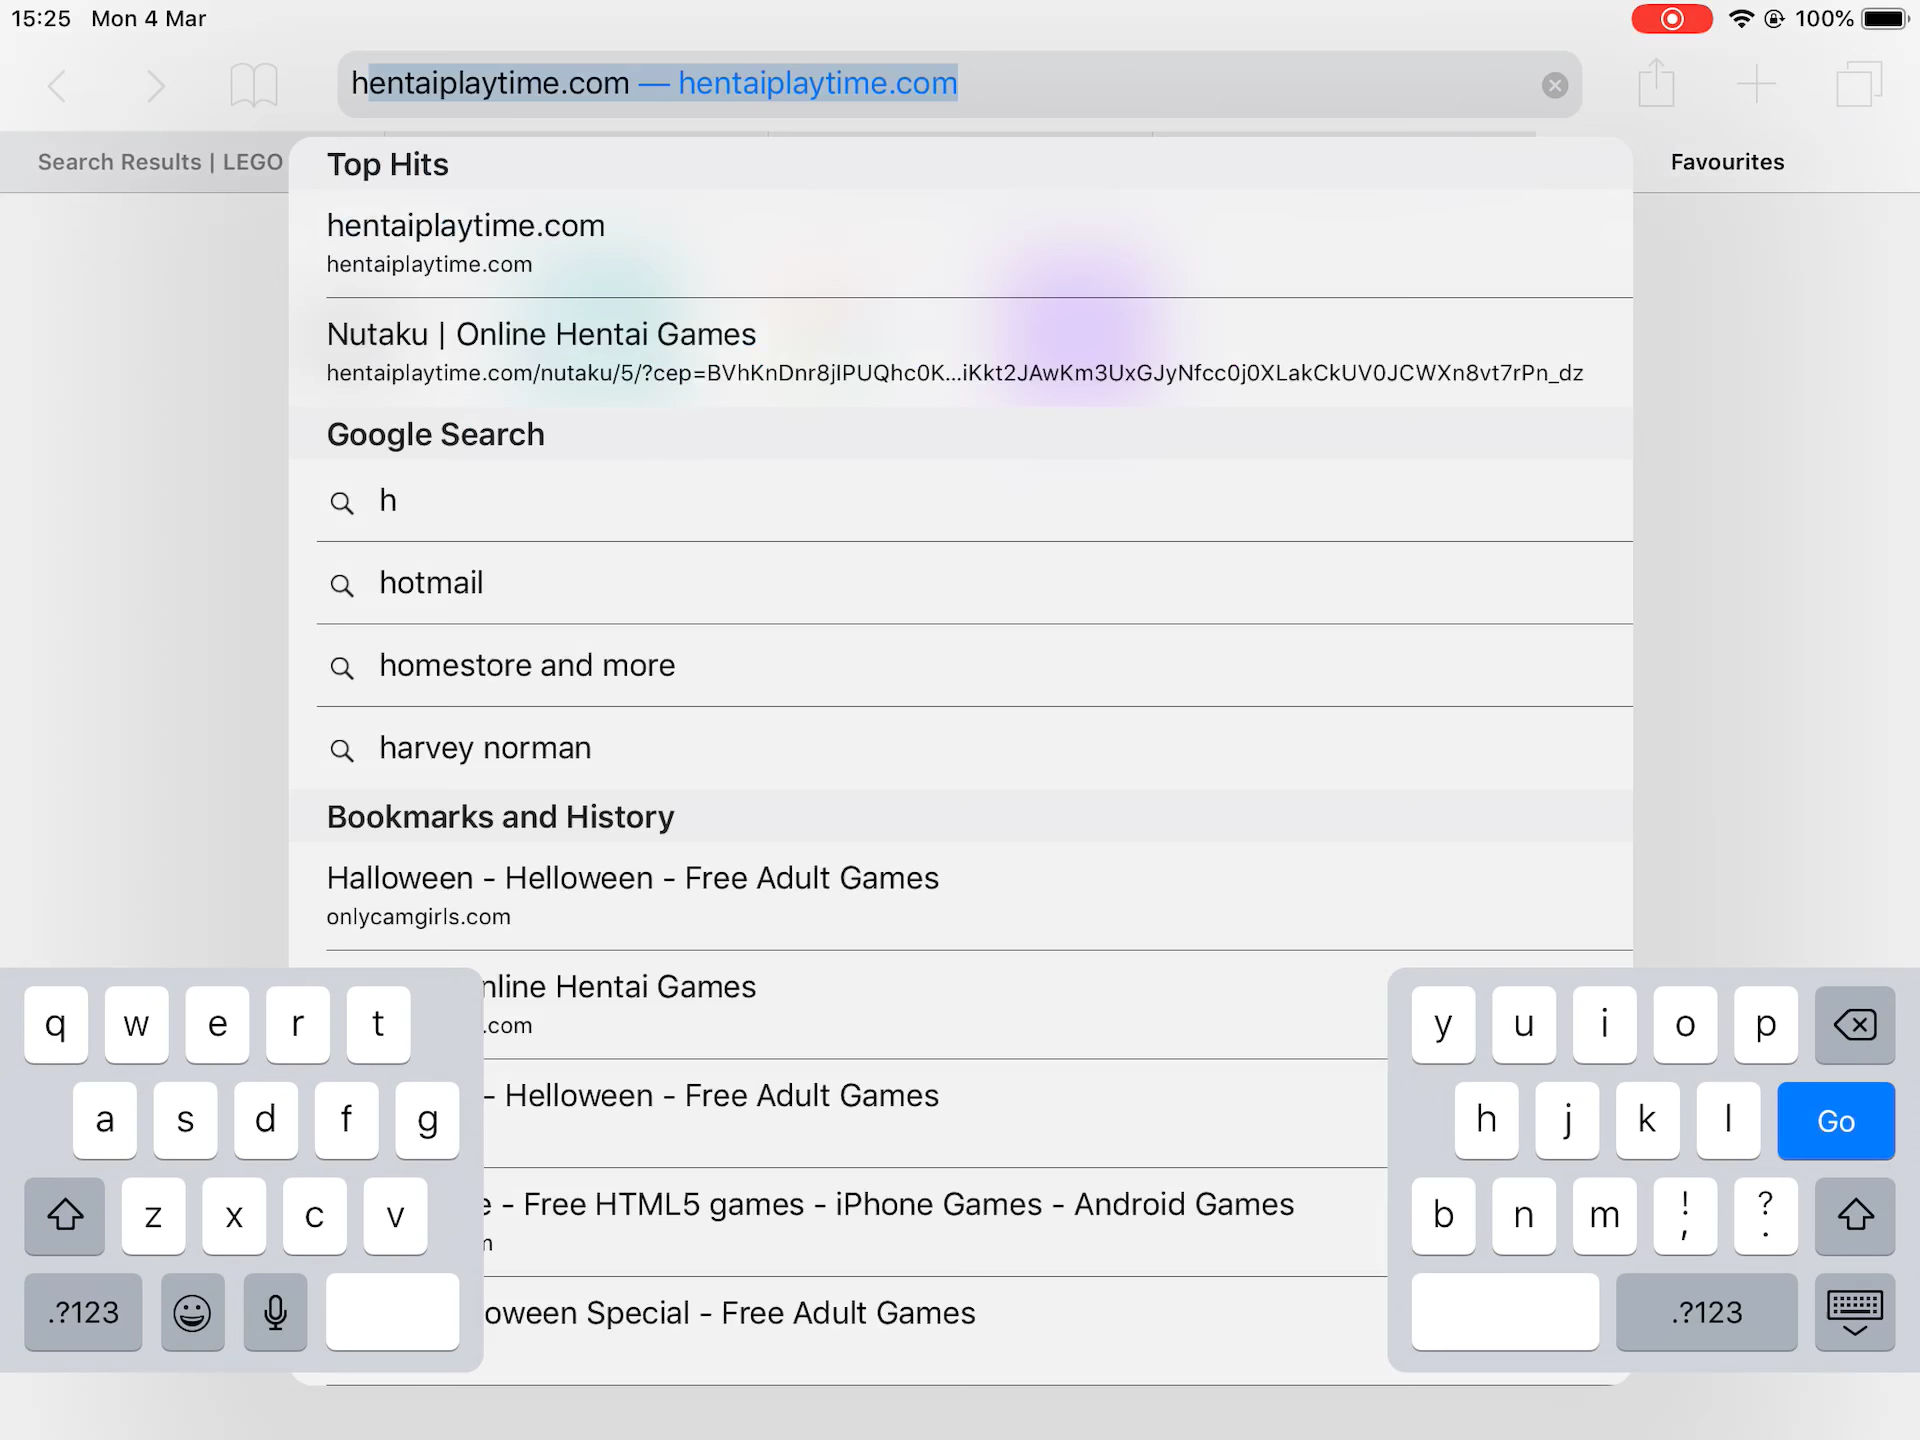 15:25 Mon 4 Mar 100%
hentaiplaytime.com — hentaiplaytime.com
Search Results | LEGO
Favourites
Top Hits
hentaiplaytime.com
hentaiplaytime.com
Nutaku | Online Hentai Games
hentaiplaytime.com/nutaku/5/?cep=BVhKnDnr8jIPUQhc0K...iKkt2JAwKm3UxGJyNfcc0j0XLakCkUV0JCWXn8vt7rPn_dz
Google Search
h
hotmail
homestore and more
harvey norman
Bookmarks and History
Halloween - Helloween - Free Adult Games
onlycamgirls.com
nline Hentai Games
.com
- Helloween - Free Adult Games
e - Free HTML5 games - iPhone Games - Android Games
oween Special - Free Adult Games
q w e r t
a s d f g
z x c v
.?123
y u i o p
h j k l Go
b n m ! , ? .
.?123